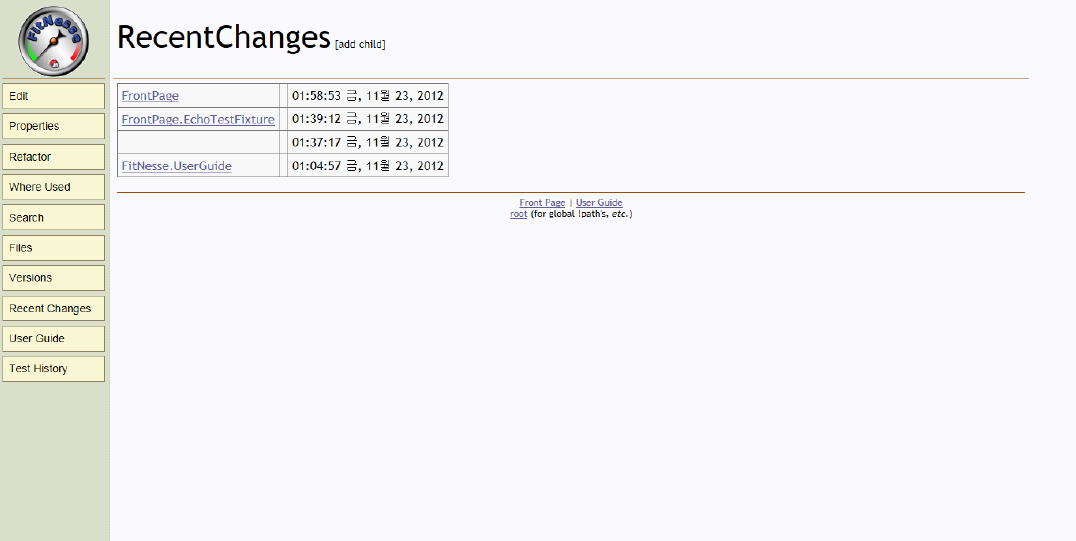 FitNesse
RecentChanges [add child]
Edit
Properties
Refactor
Where Used
Search
Files
Versions
Recent Changes
User Guide
Test History
FrontPage 01:58:53 금, 11월 23, 2012
FrontPage.EchoTestFixture 01:39:12 금, 11월 23, 2012
01:37:17 금, 11월 23, 2012
FitNesse.UserGuide 01:04:57 금, 11월 23, 2012
Front Page | User Guide
root (for global !path's, etc.)